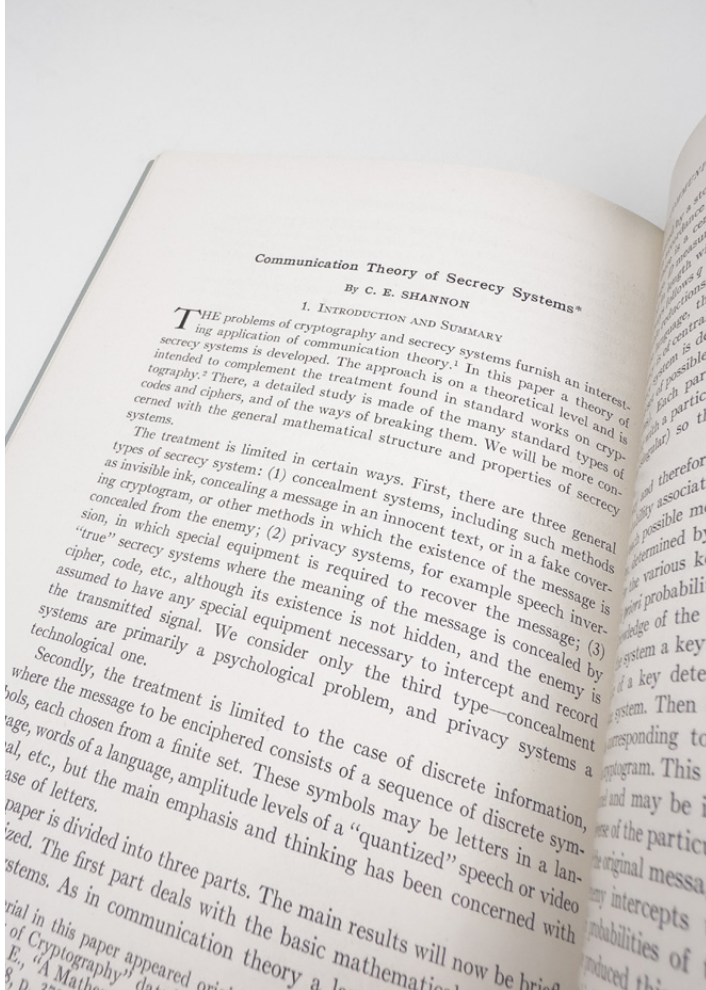 Communication Theory of Secrecy Systems*
By C. E. SHANNON
1. INTRODUCTION AND SUMMARY
THE problems of cryptography and secrecy systems furnish an interest-
ing application of communication theory.¹ In this paper a theory of
secrecy systems is developed. The approach is on a theoretical level and is
intended to complement the treatment found in standard works on cryp-
tography.² There, a detailed study is made of the many standard types of
codes and ciphers, and of the ways of breaking them. We will be more con-
cerned with the general mathematical structure and properties of secrecy
systems.
The treatment is limited in certain ways. First, there are three general
types of secrecy system: (1) concealment systems, including such methods
as invisible ink, concealing a message in an innocent text, or in a fake cover-
ing cryptogram, or other methods in which the existence of the message is
concealed from the enemy; (2) privacy systems, for example speech inver-
sion, in which special equipment is required to recover the message; (3)
“true” secrecy systems where the meaning of the message is concealed by
cipher, code, etc., although its existence is not hidden, and the enemy is
assumed to have any special equipment necessary to intercept and record
the transmitted signal. We consider only the third type—concealment
systems are primarily a psychological problem, and privacy systems a
technological one.
Secondly, the treatment is limited to the case of discrete information,
where the message to be enciphered consists of a sequence of discrete sym-
bols, each chosen from a finite set. These symbols may be letters in a lan-
age, words of a language, amplitude levels of a “quantized” speech or video
al, etc., but the main emphasis and thinking has been concerned with
ase of letters.
paper is divided into three parts. The main results will now be brief
ized. The first part deals with the basic mathematical
stems. As in communication theory a
rial in this paper appeared
of Cryptography”
E., “A
and therefor
possible me
determined by
the various k
probabili
of the
system a key
of a key dete
system. Then
corresponding to
This
and may be i
of the particu
original messa
intercepts
probabilities of